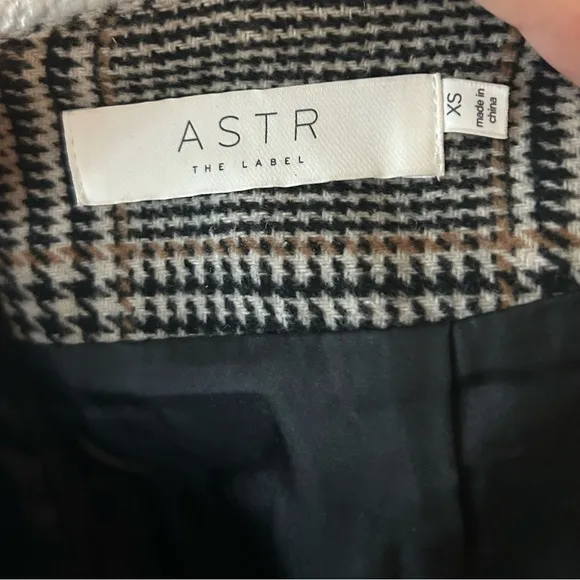 ASTR
THE LABEL
XS
made in
china